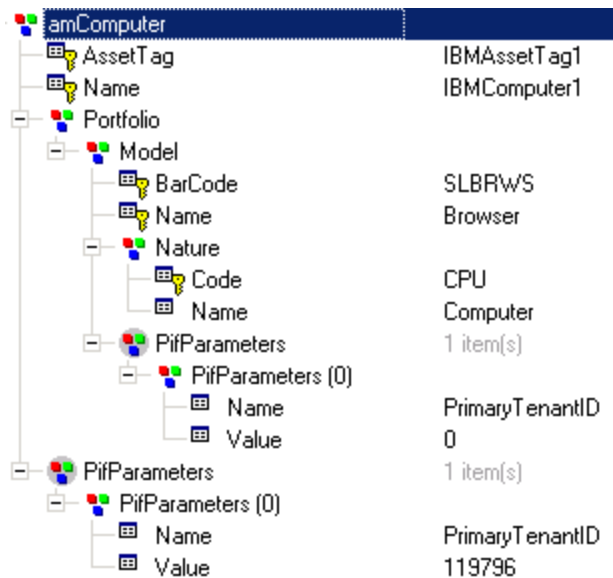 amComputer
AssetTag IBMAssetTag1
Name IBMComputer1
Portfolio
Model
BarCode SLBRWS
Name Browser
Nature
Code CPU
Name Computer
PifParameters 1 item(s)
PifParameters (0)
Name PrimaryTenantID
Value 0
PifParameters 1 item(s)
PifParameters (0)
Name PrimaryTenantID
Value 119796